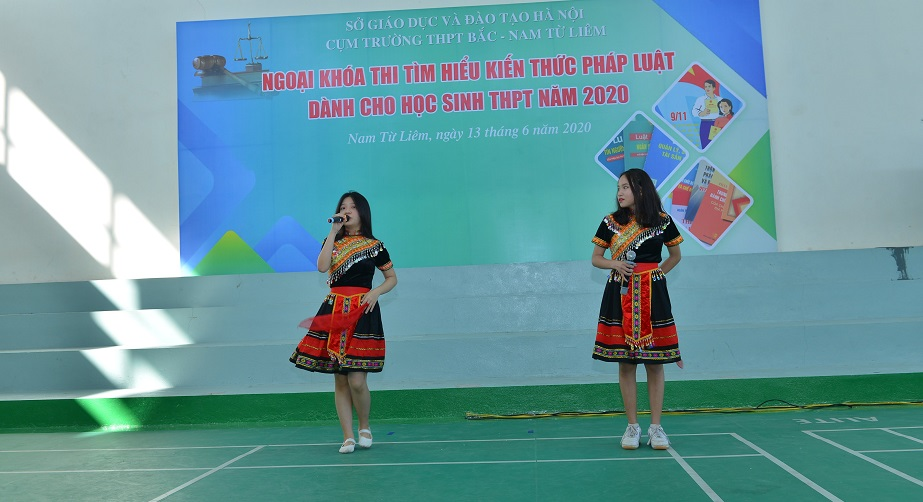 SỞ GIÁO DỤC VÀ ĐÀO TẠO HÀ NỘI
CỤM TRƯỜNG THPT BẮC - NAM TỪ LIÊM
NGOẠI KHÓA THI TÌM HIỂU KIẾN THỨC PHÁP LUẬT
DÀNH CHO HỌC SINH THPT NĂM 2020
Nam Từ Liêm, ngày 13 tháng 6 năm 2020
9/11